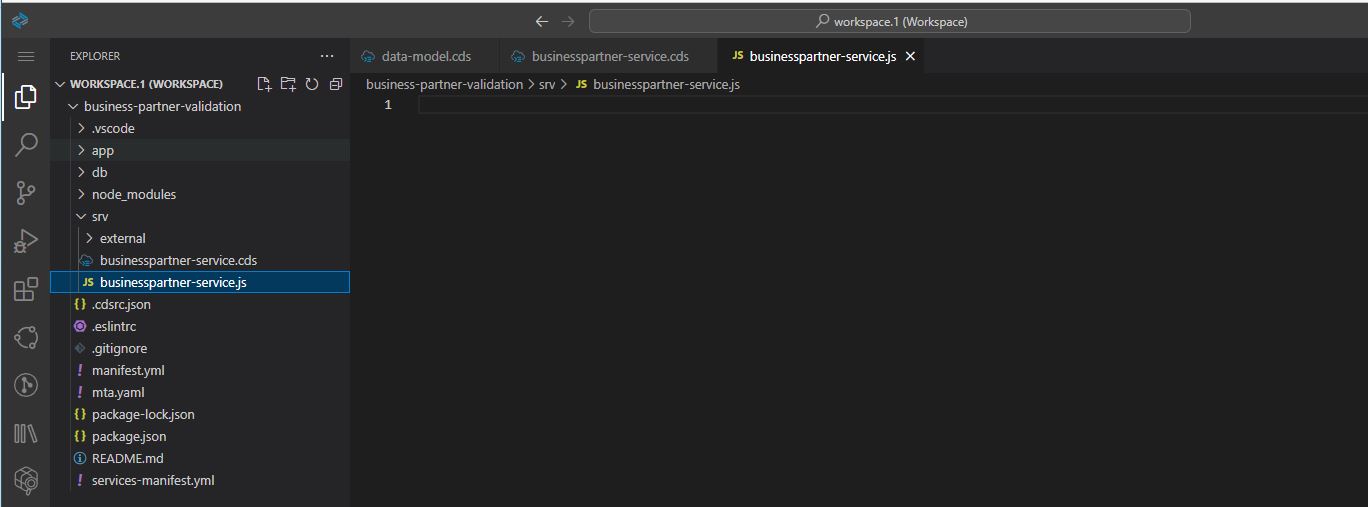 workspace.1 (Workspace)
EXPLORER
data-model.cds
businesspartner-service.cds
JS businesspartner-service.js
WORKSPACE.1 (WORKSPACE)
business-partner-validation > srv > JS businesspartner-service.js
business-partner-validation
1
.vscode
app
db
node_modules
srv
external
businesspartner-service.cds
JS businesspartner-service.js
{} .cdsrc.json
.eslintrc
.gitignore
! manifest.yml
! mta.yaml
{} package-lock.json
{} package.json
README.md
! services-manifest.yml